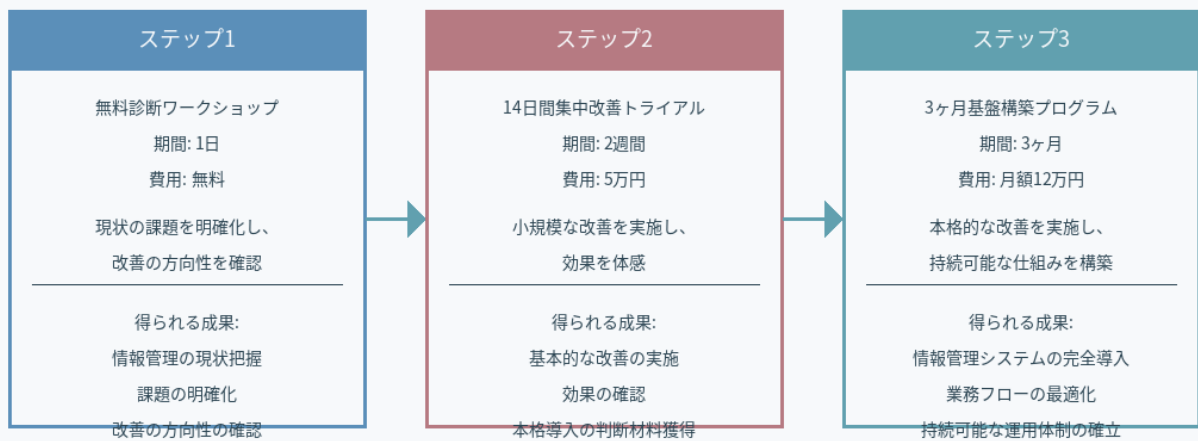 ステップ1
無料診断ワークショップ
期間: 1日
費用: 無料
現状の課題を明確化し、
改善の方向性を確認
得られる成果:
情報管理の現状把握
課題の明確化
改善の方向性の確認
ステップ2
14日間集中改善トライアル
期間: 2週間
費用: 5万円
小規模な改善を実施し、
効果を体感
得られる成果:
基本的な改善の実施
効果の確認
本格導入の判断材料獲得
ステップ3
3ヶ月基盤構築プログラム
期間: 3ヶ月
費用: 月額12万円
本格的な改善を実施し、
持続可能な仕組みを構築
得られる成果:
情報管理システムの完全導入
業務フローの最適化
持続可能な運用体制の確立